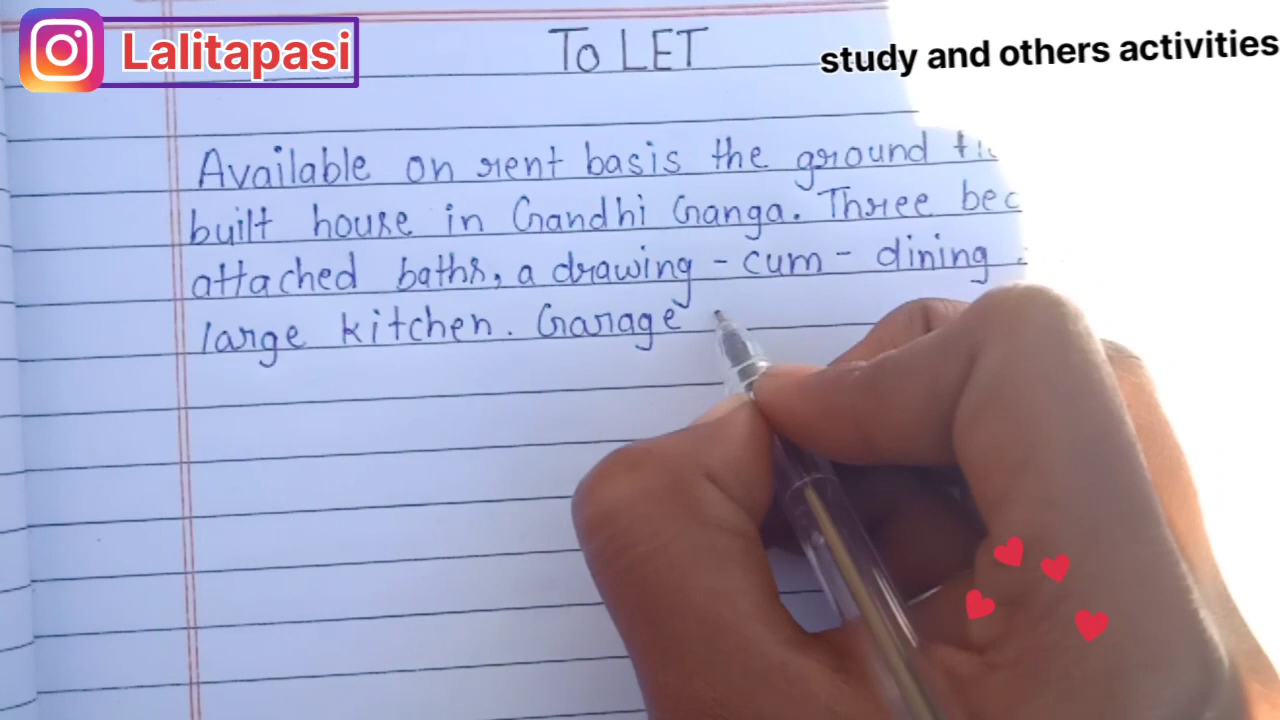 Lalitapasi
study and others activities
To LET
Available on rent basis the ground
built house in Gandhi Ganga. Three
attached baths, a drawing - cum - dining
large kitchen. Garage